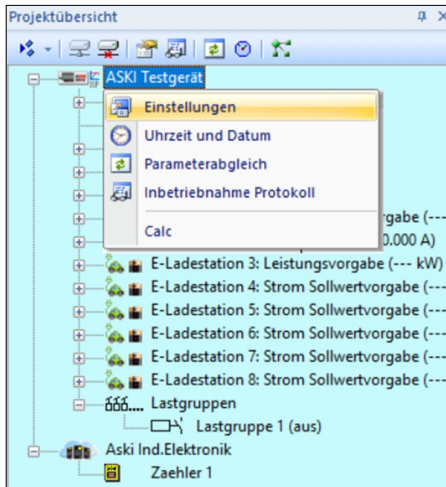 Projektübersicht
ASKI Testgerät
Einstellungen
Uhrzeit und Datum
Parameterabgleich
Inbetriebnahme Protokoll
Calc
rgabe (---
0.000 A)
E-Ladestation 3: Leistungsvorgabe (--- kW)
E-Ladestation 4: Strom Sollwertvorgabe (---
E-Ladestation 5: Strom Sollwertvorgabe (---
E-Ladestation 6: Strom Sollwertvorgabe (---
E-Ladestation 7: Strom Sollwertvorgabe (---
E-Ladestation 8: Strom Sollwertvorgabe (---
Lastgruppen
Lastgruppe 1 (aus)
Aski Ind.Elektronik
Zaehler 1